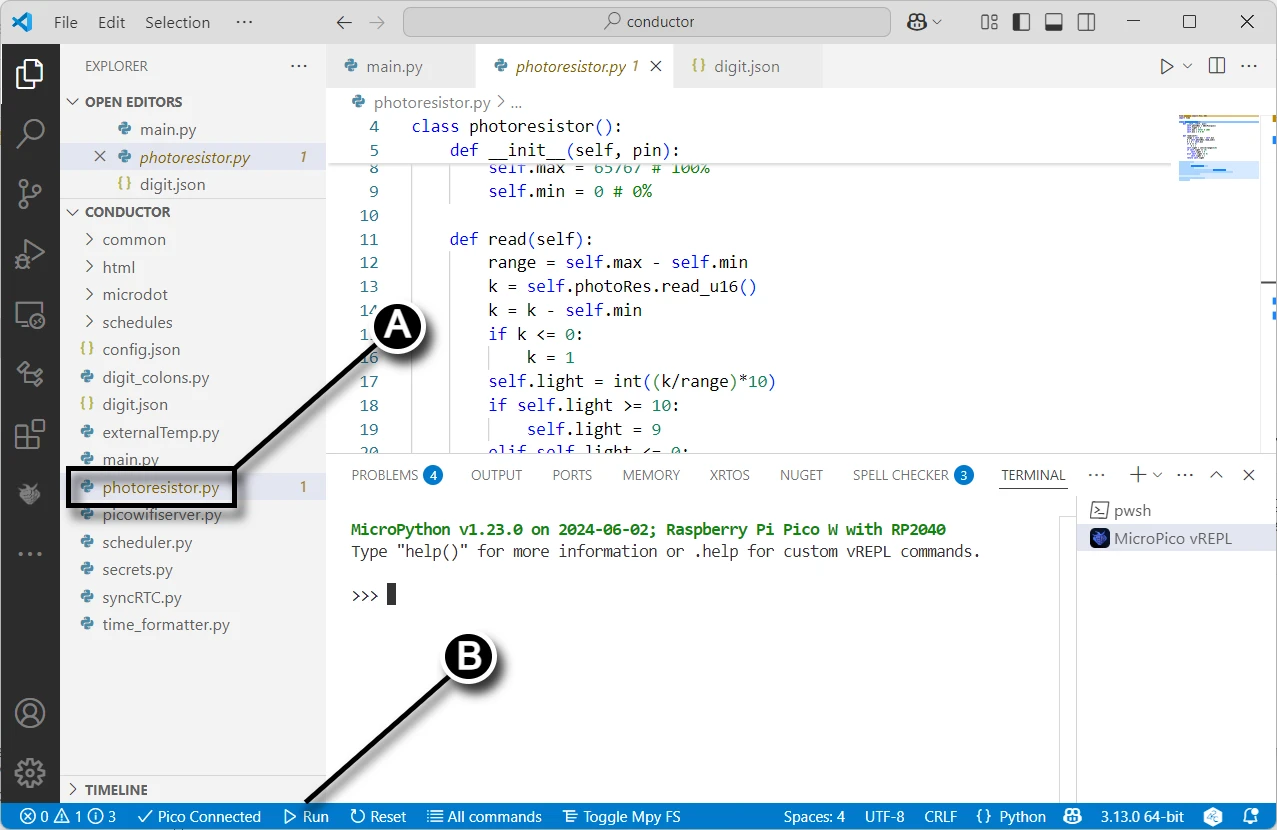 File Edit Selection ···
conductor
EXPLORER ···
OPEN EDITORS
main.py
photoresistor.py 1
digit.json
CONDUCTOR
common
html
microdot
schedules
config.json
digit_colons.py
digit.json
externalTemp.py
main.py
photoresistor.py 1
picowifiserver.py
scheduler.py
secrets.py
syncRTC.py
time_formatter.py
TIMELINE
main.py photoresistor.py 1 digit.json
photoresistor.py > ...
4 class photoresistor():
5 def __init__(self, pin):
8 self.max = 65767 # 100%
9 self.min = 0 # 0%
10
11 def read(self):
12 range = self.max - self.min
13 k = self.photoRes.read_u16()
14 k = k - self.min
15 if k <= 0:
16 k = 1
17 self.light = int((k/range)*10)
18 if self.light >= 10:
19 self.light = 9
20 elif self.light <= 0:
A
PROBLEMS 4 OUTPUT PORTS MEMORY XRTOS NUGET SPELL CHECKER 3 TERMINAL ···
MicroPython v1.23.0 on 2024-06-02; Raspberry Pi Pico W with RP2040
Type "help()" for more information or .help for custom vREPL commands.
>>>
pwsh
MicroPico vREPL
B
0 1 3 Pico Connected Run Reset All commands Toggle Mpy FS Spaces: 4 UTF-8 CRLF {} Python 3.13.0 64-bit